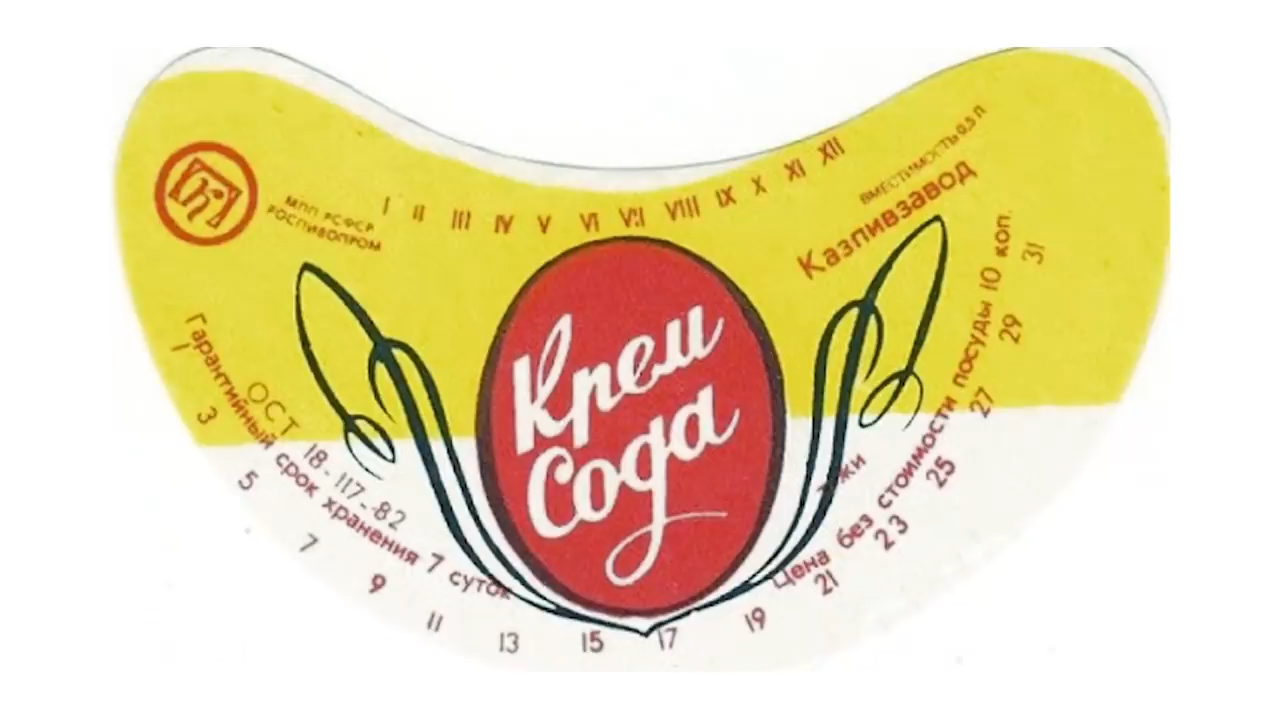 МПП РСФСР
РОСПИВОПРОМ
I II III IV V VI VII VIII IX X XI XII
ВМЕСТИМОСТЬ 0,5 Л
Казпивзавод
Крем
Сода
ОСТ 18-117-82
Гарантийный срок хранения 7 суток
Цена без стоимости посуды 10 коп.
1 3 5 7 9 11 13 15 17 19 21 23 25 27 29 31